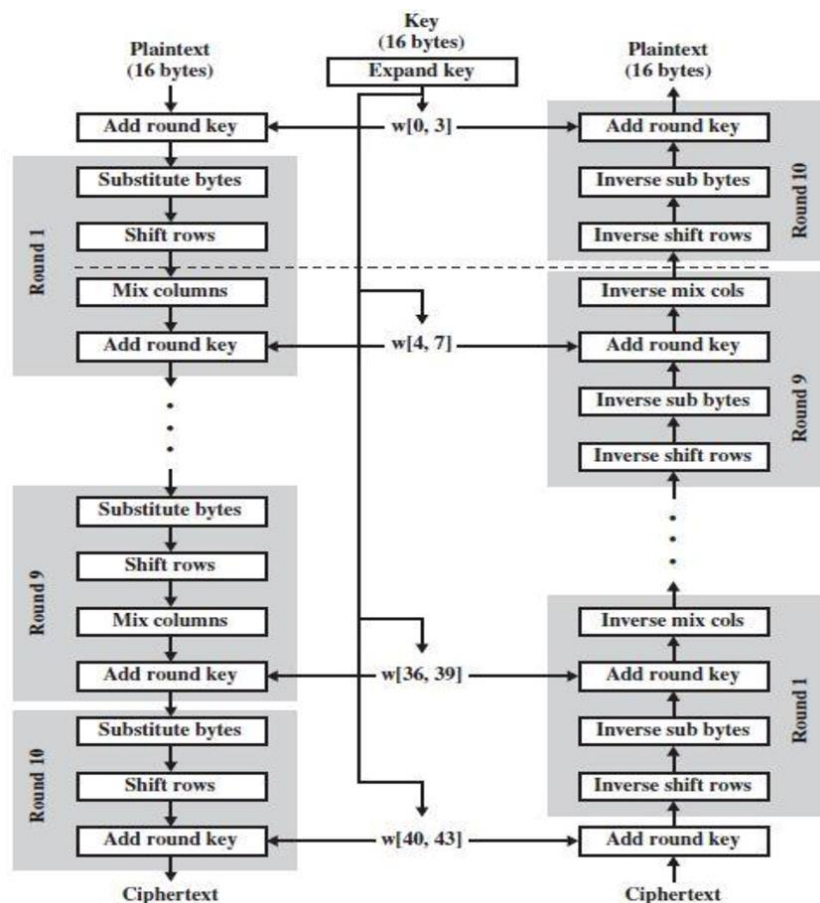 Key
(16 bytes)
Plaintext
(16 bytes)
Expand key
Plaintext
(16 bytes)
Add round key
w[0, 3]
Add round key
Round 1
Substitute bytes
Shift rows
Mix columns
Add round key
w[4, 7]
Inverse sub bytes
Inverse shift rows
Round 10
Inverse mix cols
Add round key
Inverse sub bytes
Inverse shift rows
Round 9
Round 9
Substitute bytes
Shift rows
Mix columns
Add round key
w[36, 39]
Inverse mix cols
Add round key
Inverse sub bytes
Inverse shift rows
Round 1
Round 10
Substitute bytes
Shift rows
Add round key
w[40, 43]
Add round key
Ciphertext
Ciphertext